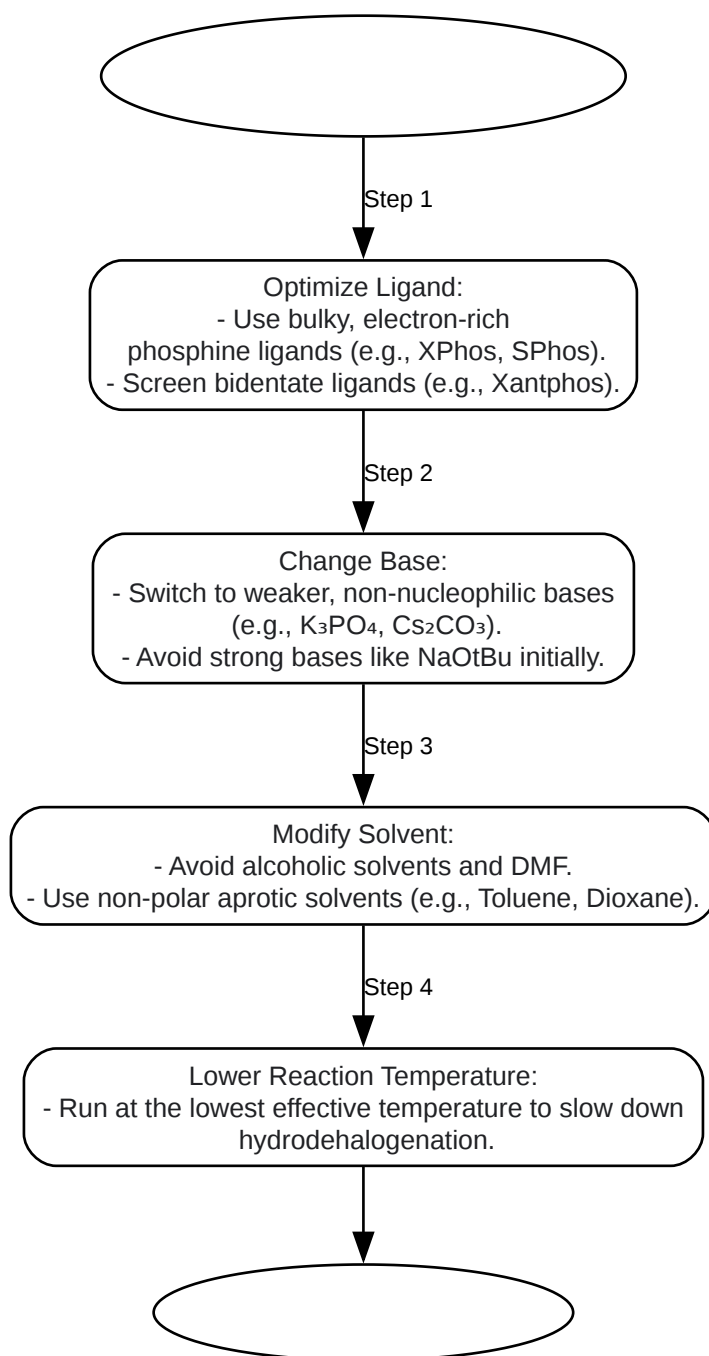 Step 1
Optimize Ligand:
- Use bulky, electron-rich
phosphine ligands (e.g., XPhos, SPhos).
- Screen bidentate ligands (e.g., Xantphos).
Step 2
Change Base:
- Switch to weaker, non-nucleophilic bases
(e.g., K₃PO₄, Cs₂CO₃).
- Avoid strong bases like NaOtBu initially.
Step 3
Modify Solvent:
- Avoid alcoholic solvents and DMF.
- Use non-polar aprotic solvents (e.g., Toluene, Dioxane).
Step 4
Lower Reaction Temperature:
- Run at the lowest effective temperature to slow down
hydrodehalogenation.